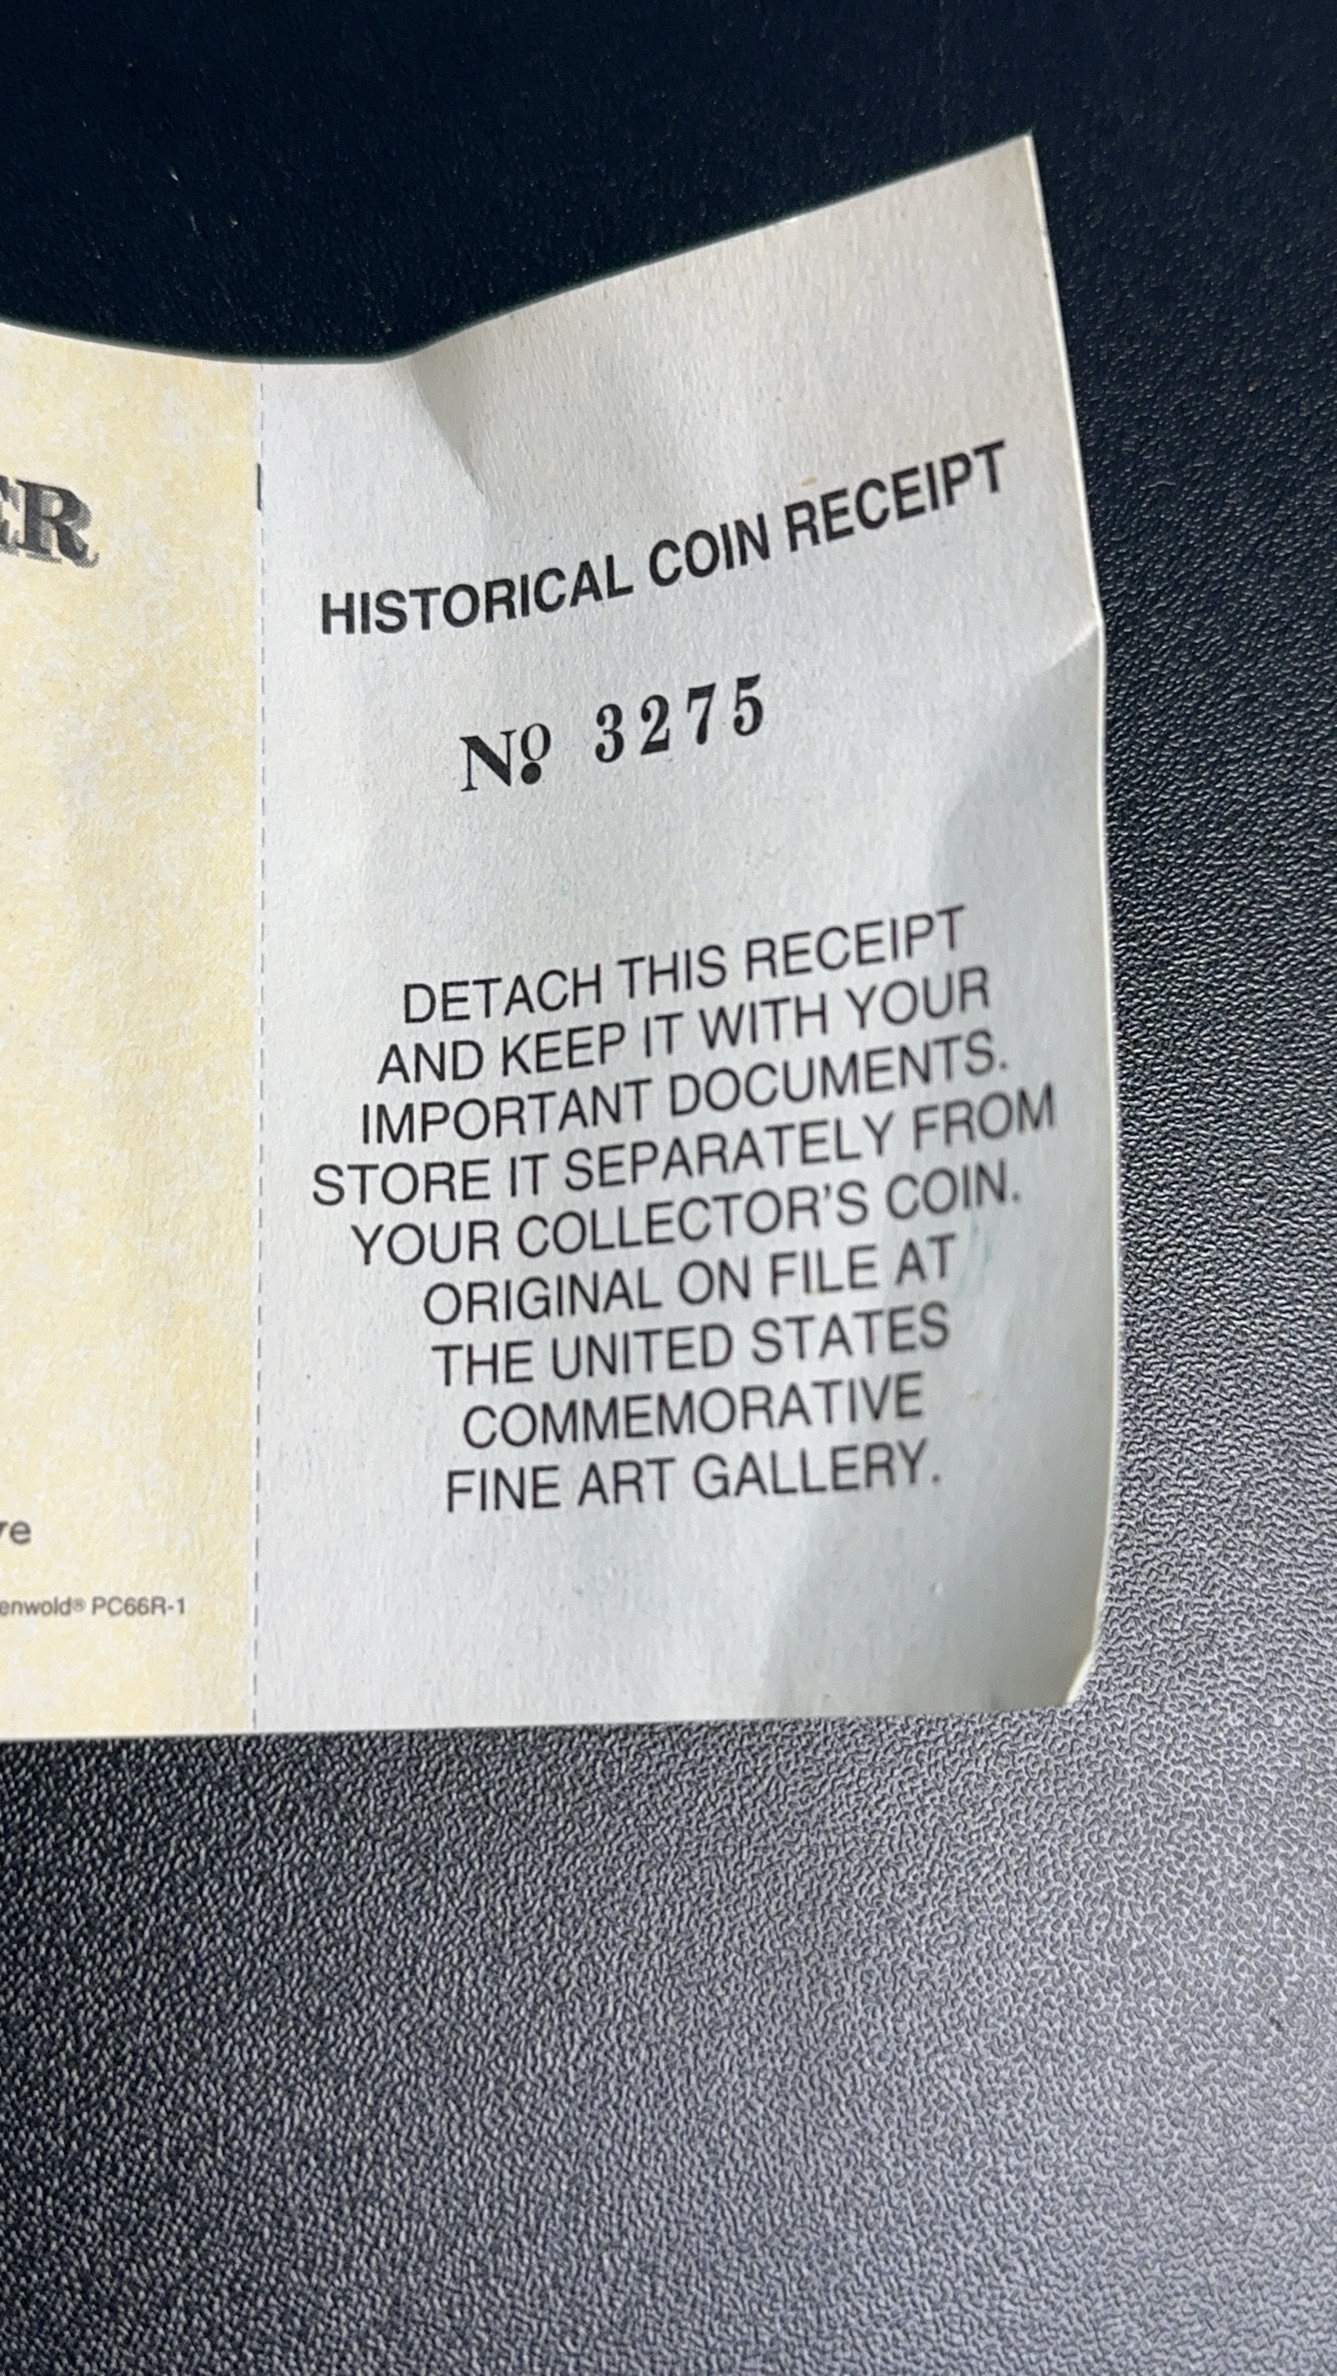 ER
HISTORICAL COIN RECEIPT
Nº 3275
DETACH THIS RECEIPT
AND KEEP IT WITH YOUR
IMPORTANT DOCUMENTS.
STORE IT SEPARATELY FROM
YOUR COLLECTOR'S COIN.
ORIGINAL ON FILE AT
THE UNITED STATES
COMMEMORATIVE
FINE ART GALLERY.
re
enwold® PC66R-1